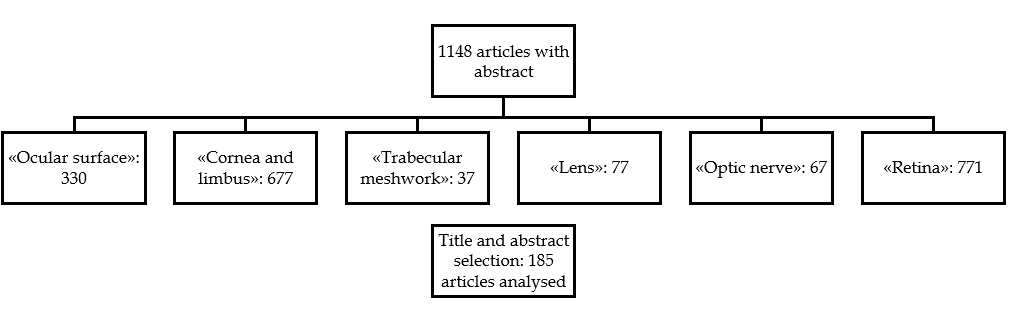 1148 articles with
abstract
«Ocular surface»:
330
«Cornea and
limbus»: 677
«Trabecular
meshwork»: 37
«Lens»: 77
«Optic nerve»: 67
«Retina»: 771
Title and abstract
selection: 185
articles analysed